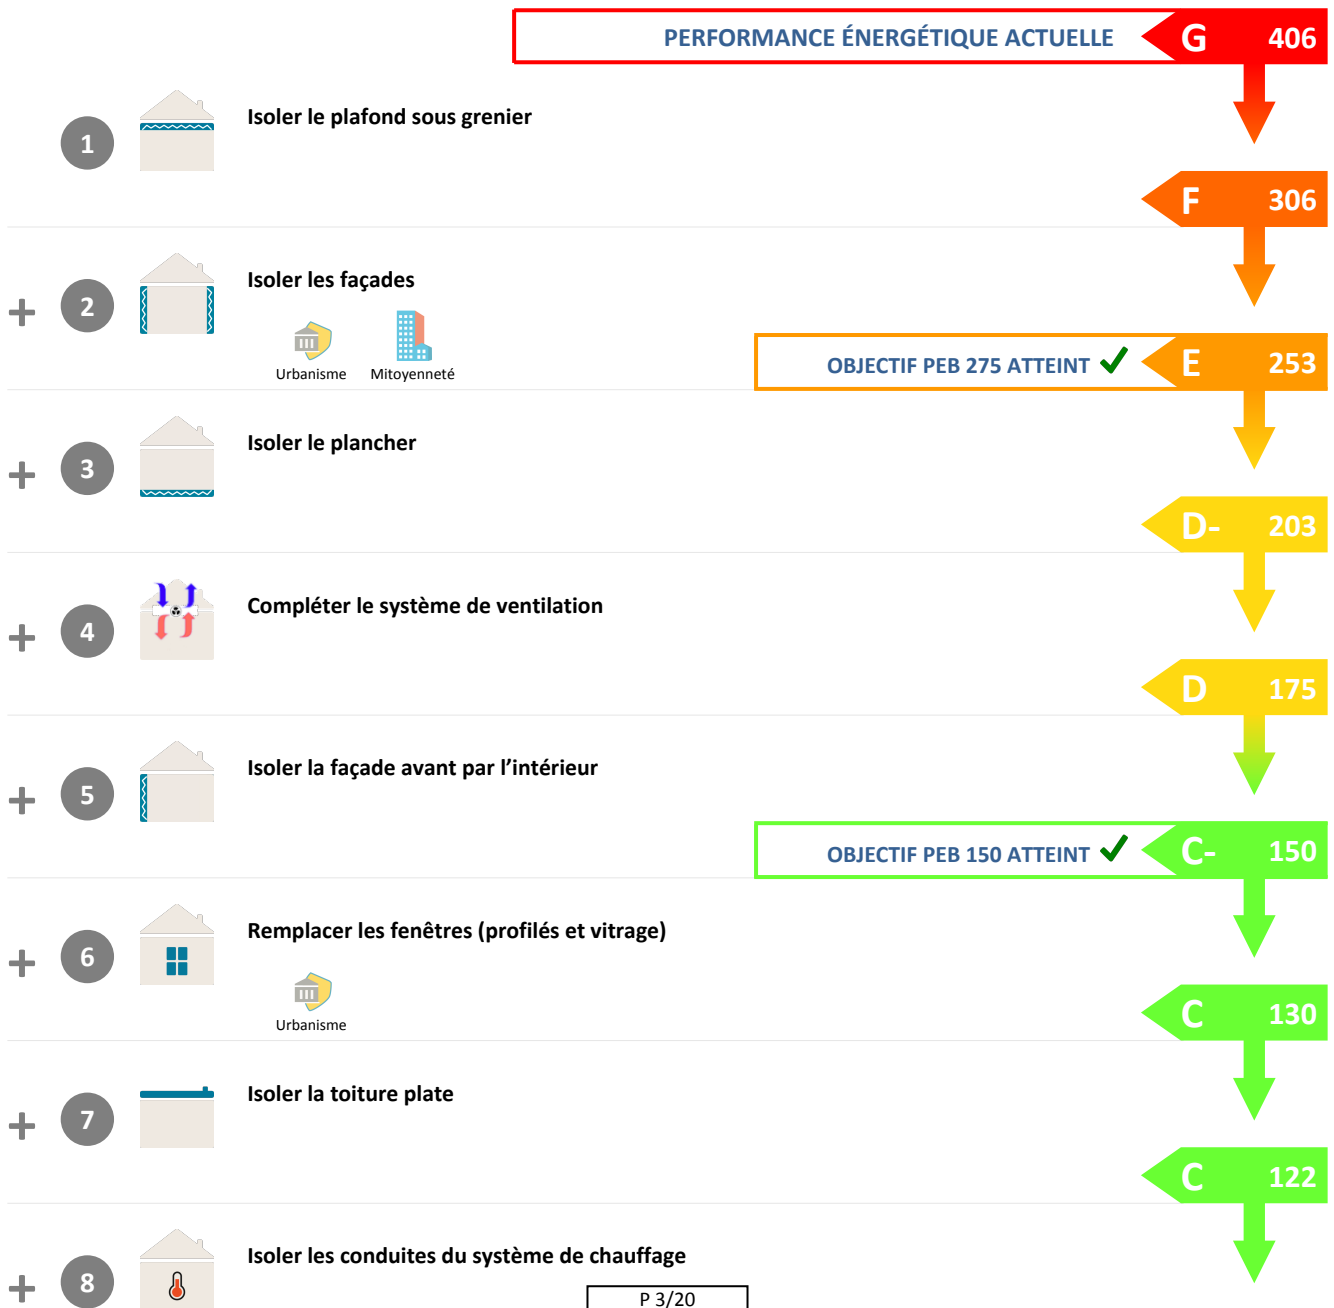 PERFORMANCE ÉNERGÉTIQUE ACTUELLE G 406
1 Isoler le plafond sous grenier
F 306
+ 2 Isoler les façades
Urbanisme Mitoyenneté
OBJECTIF PEB 275 ATTEINT E 253
+ 3 Isoler le plancher
D- 203
+ 4 Compléter le système de ventilation
D 175
+ 5 Isoler la façade avant par l’intérieur
OBJECTIF PEB 150 ATTEINT C- 150
+ 6 Remplacer les fenêtres (profilés et vitrage)
Urbanisme
C 130
+ 7 Isoler la toiture plate
C 122
+ 8 Isoler les conduites du système de chauffage
P 3/20